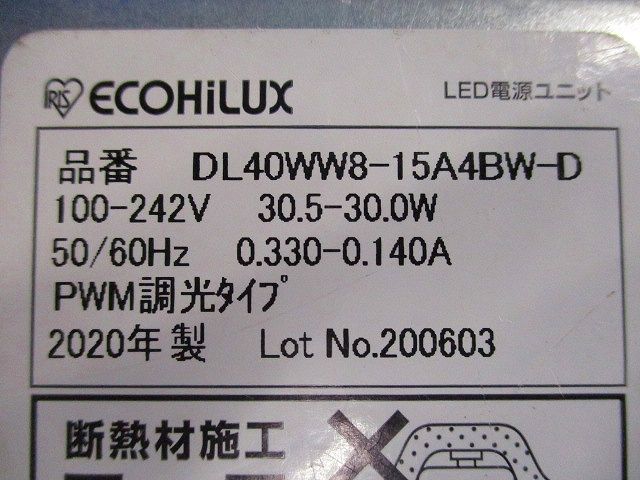 IRIS ECOHiLUX LED電源ユニット
品番 DL40WW8-15A4BW-D
100-242V 30.5-30.0W
50/60Hz 0.330-0.140A
PWM調光タイプ
2020年製 Lot No.200603
断熱材施工